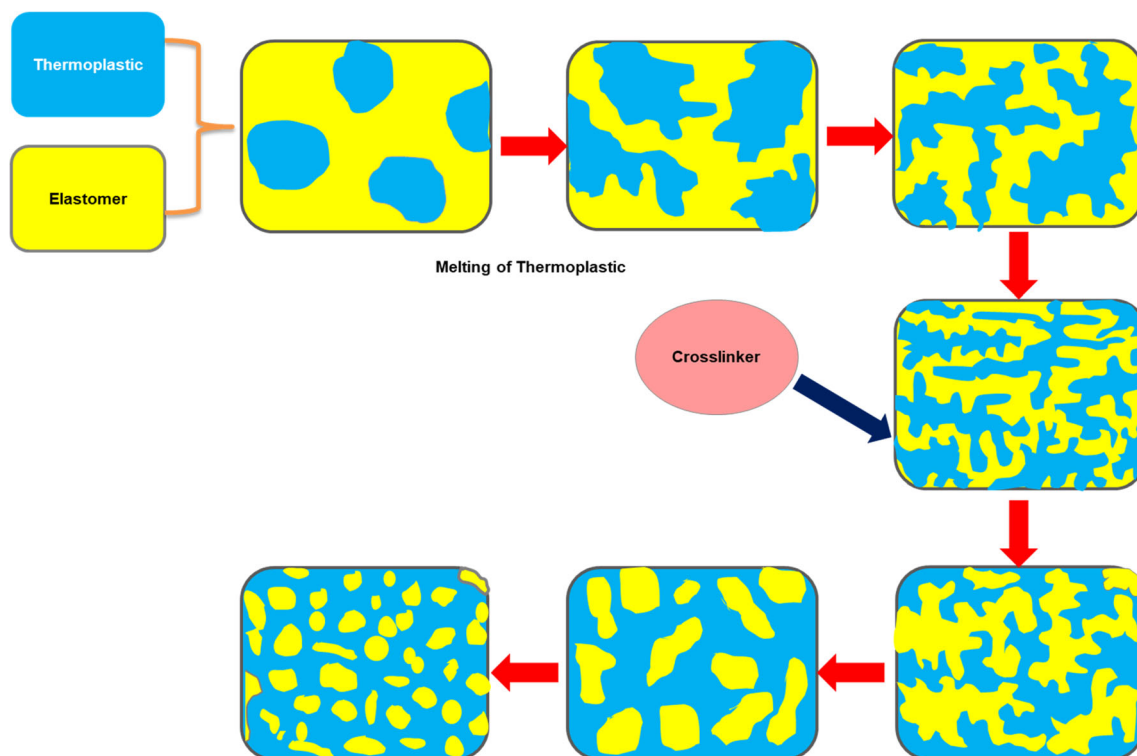 Thermoplastic
Elastomer
Melting of Thermoplastic
Crosslinker